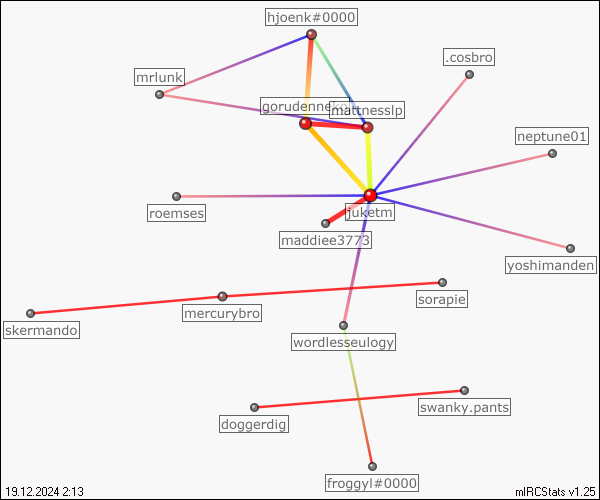 hjoenk#0000
.cosbro
mrlunk
mattnesslp
neptune01
roemses
juketm
maddiee3773
yoshimanden
sorapie
mercurybro
skermando
wordlesseulogy
swanky.pants
doggerdig
froggyl#0000
19.12.2024 2:13
mIRCStats v1.25